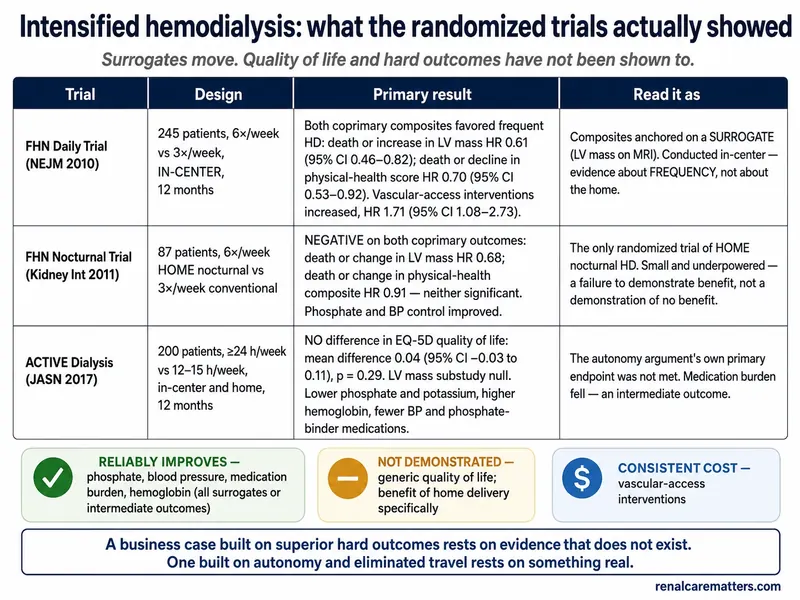 Intensified hemodialysis: what the randomized trials actually showed
Surrogates move. Quality of life and hard outcomes have not been shown to.
Trial
Design
Primary result
Read it as
FHN Daily Trial
(NEJM 2010)
245 patients, 6×/week
vs 3×/week,
IN-CENTER,
12 months
Both coprimary composites favored frequent
HD: death or increase in LV mass HR 0.61
(95% CI 0.46–0.82); death or decline in
physical-health score HR 0.70 (95% CI
0.53–0.92). Vascular-access interventions
increased, HR 1.71 (95% CI 1.08–2.73).
Composites anchored on a SURROGATE
(LV mass on MRI). Conducted in-center —
evidence about FREQUENCY, not about
the home.
FHN Nocturnal Trial
(Kidney Int 2011)
87 patients, 6×/week
HOME nocturnal vs
3×/week conventional
NEGATIVE on both coprimary outcomes:
death or change in LV mass HR 0.68;
death or change in physical-health
composite HR 0.91 — neither significant.
Phosphate and BP control improved.
The only randomized trial of HOME
nocturnal HD. Small and underpowered —
a failure to demonstrate benefit, not a
demonstration of no benefit.
ACTIVE Dialysis
(JASN 2017)
200 patients, ≥24 h/week
vs 12–15 h/week,
in-center and home,
12 months
NO difference in EQ-5D quality of life:
mean difference 0.04 (95% CI −0.03 to
0.11), p = 0.29. LV mass substudy null.
Lower phosphate and potassium, higher
hemoglobin, fewer BP and phosphate-
binder medications.
The autonomy argument's own primary
endpoint was not met. Medication burden
fell — an intermediate outcome.
RELIABLY IMPROVES —
phosphate, blood pressure, medication
burden, hemoglobin (all surrogates or
intermediate outcomes)
NOT DEMONSTRATED —
generic quality of life;
benefit of home delivery
specifically
$
CONSISTENT COST —
vascular-access
interventions
A business case built on superior hard outcomes rests on evidence that does not exist.
One built on autonomy and eliminated travel rests on something real.
renalcarematters.com